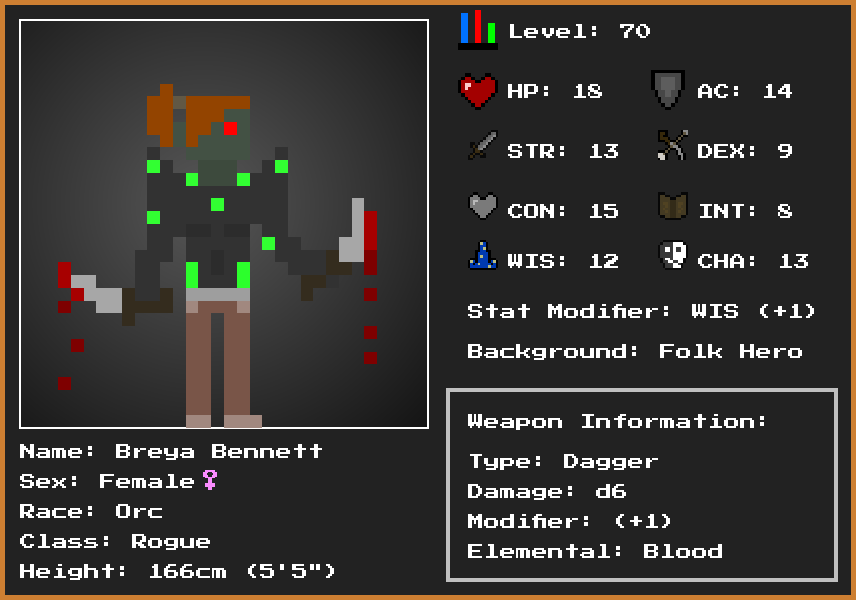 Level: 70
HP: 18
AC: 14
STR: 13
DEX: 9
CON: 15
INT: 8
WIS: 12
CHA: 13
Stat Modifier: WIS (+1)
Background: Folk Hero
Weapon Information:
Type: Dagger
Damage: d6
Modifier: (+1)
Elemental: Blood
Name: Breya Bennett
Sex: Female♀
Race: Orc
Class: Rogue
Height: 166cm (5'5")